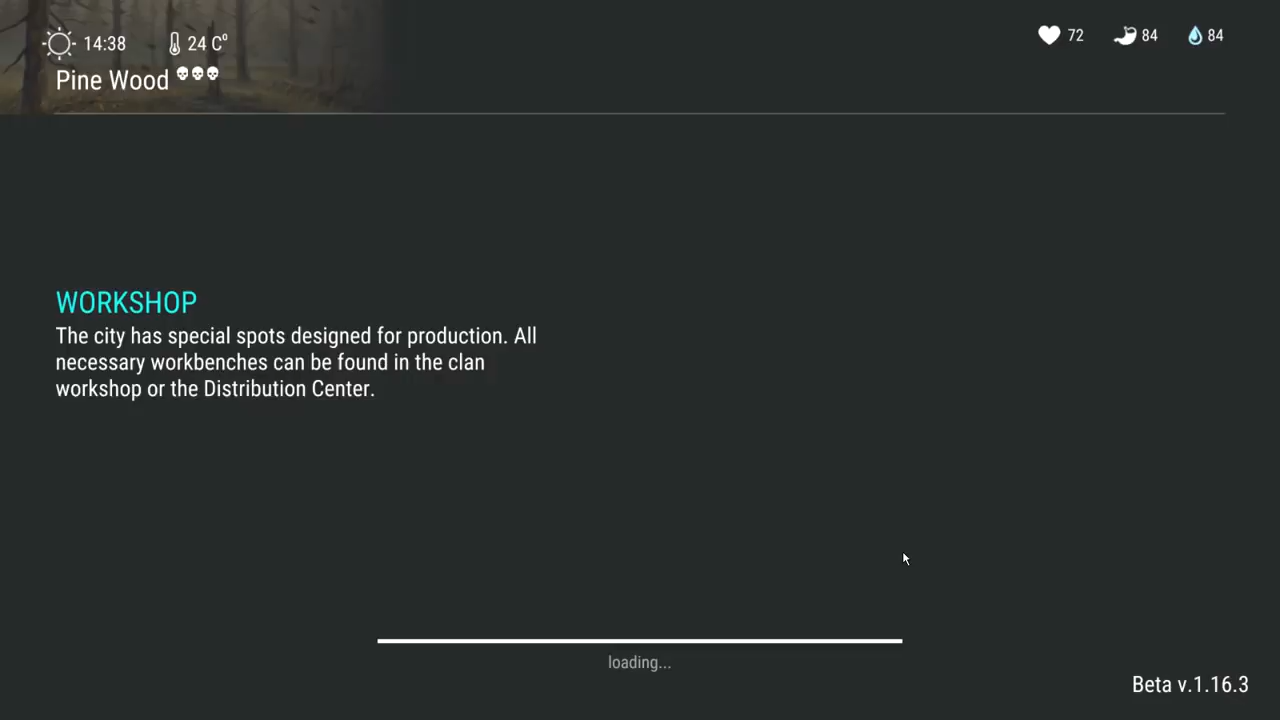 14:38 24 Cº
72 84 84
Pine Wood
WORKSHOP
The city has special spots designed for production. All
necessary workbenches can be found in the clan
workshop or the Distribution Center.
loading...
Beta v.1.16.3